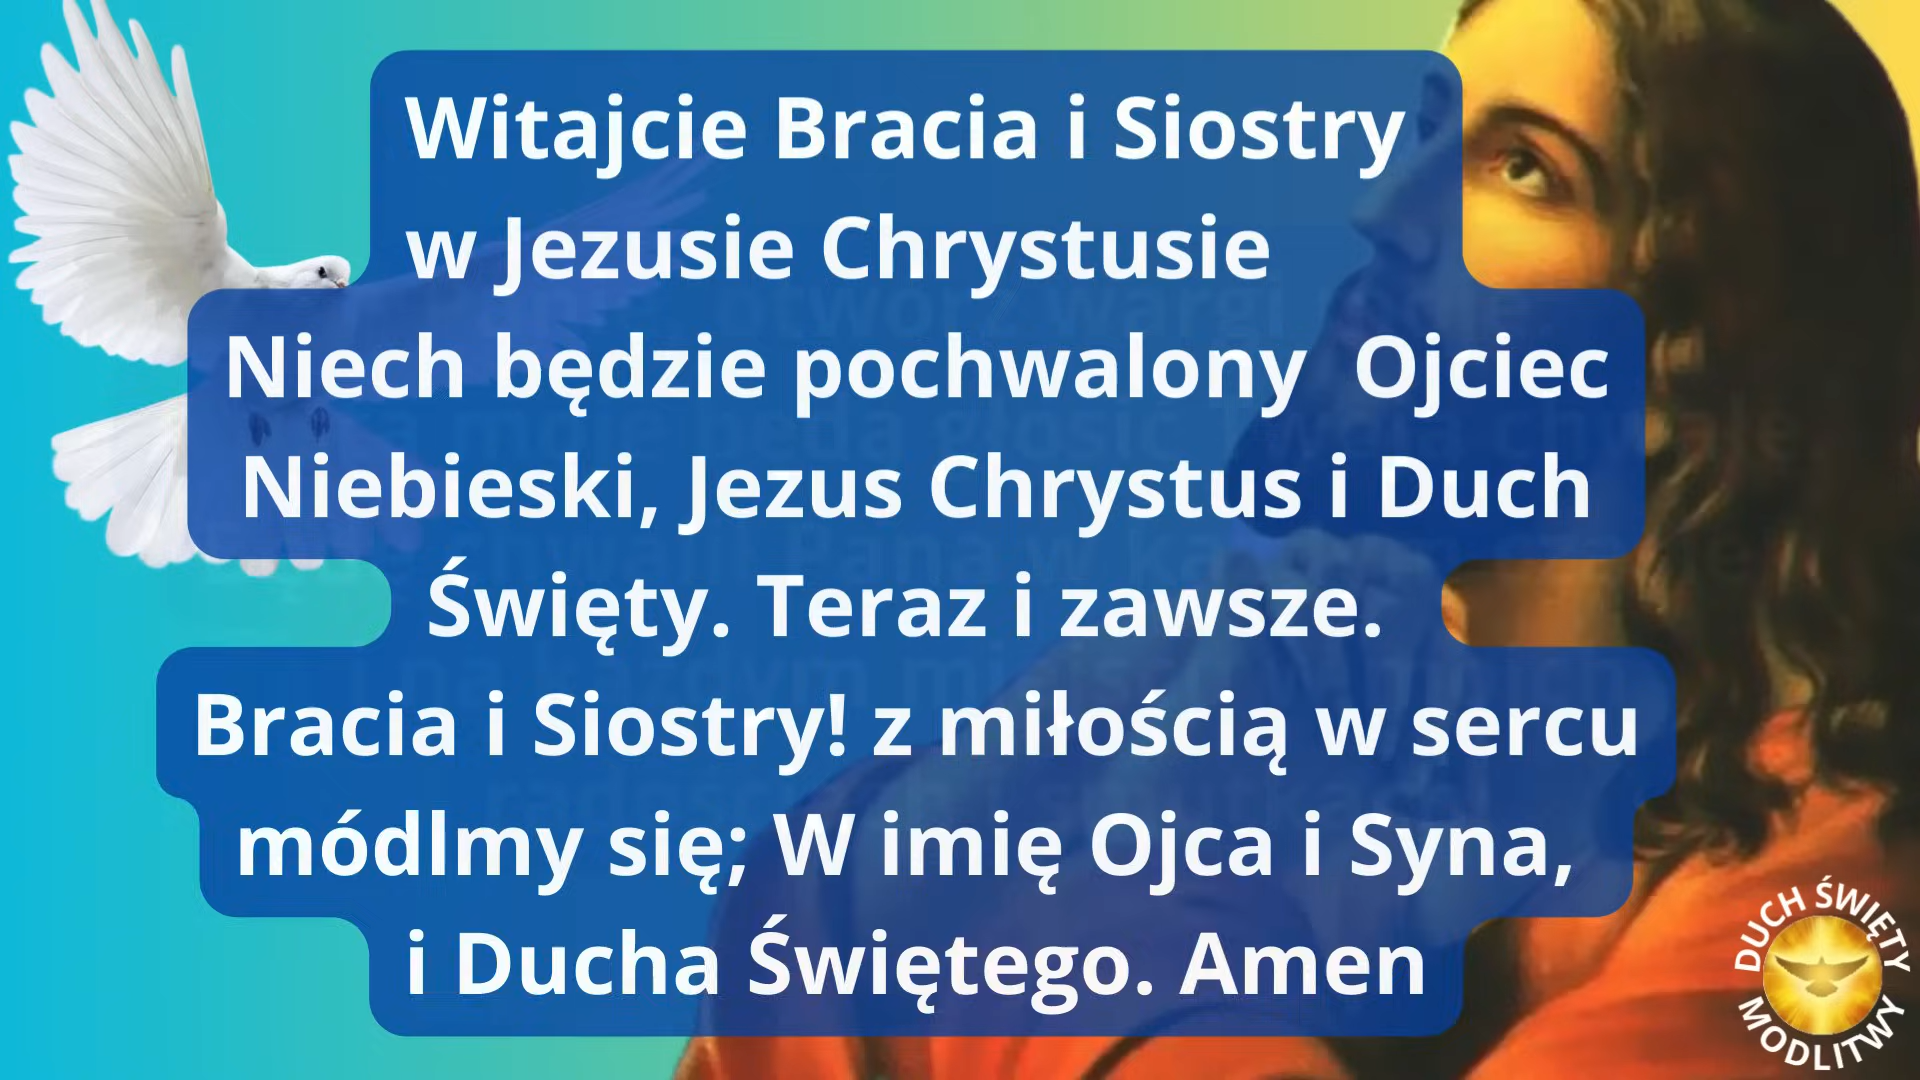 Witajcie Bracia i Siostry
w Jezusie Chrystusie
Niech będzie pochwalony Ojciec
Niebieski, Jezus Chrystus i Duch
Święty. Teraz i zawsze.
Bracia i Siostry! z miłością w sercu
módlmy się; W imię Ojca i Syna,
i Ducha Świętego. Amen
DUCH ŚWIĘTY
MODLITWY